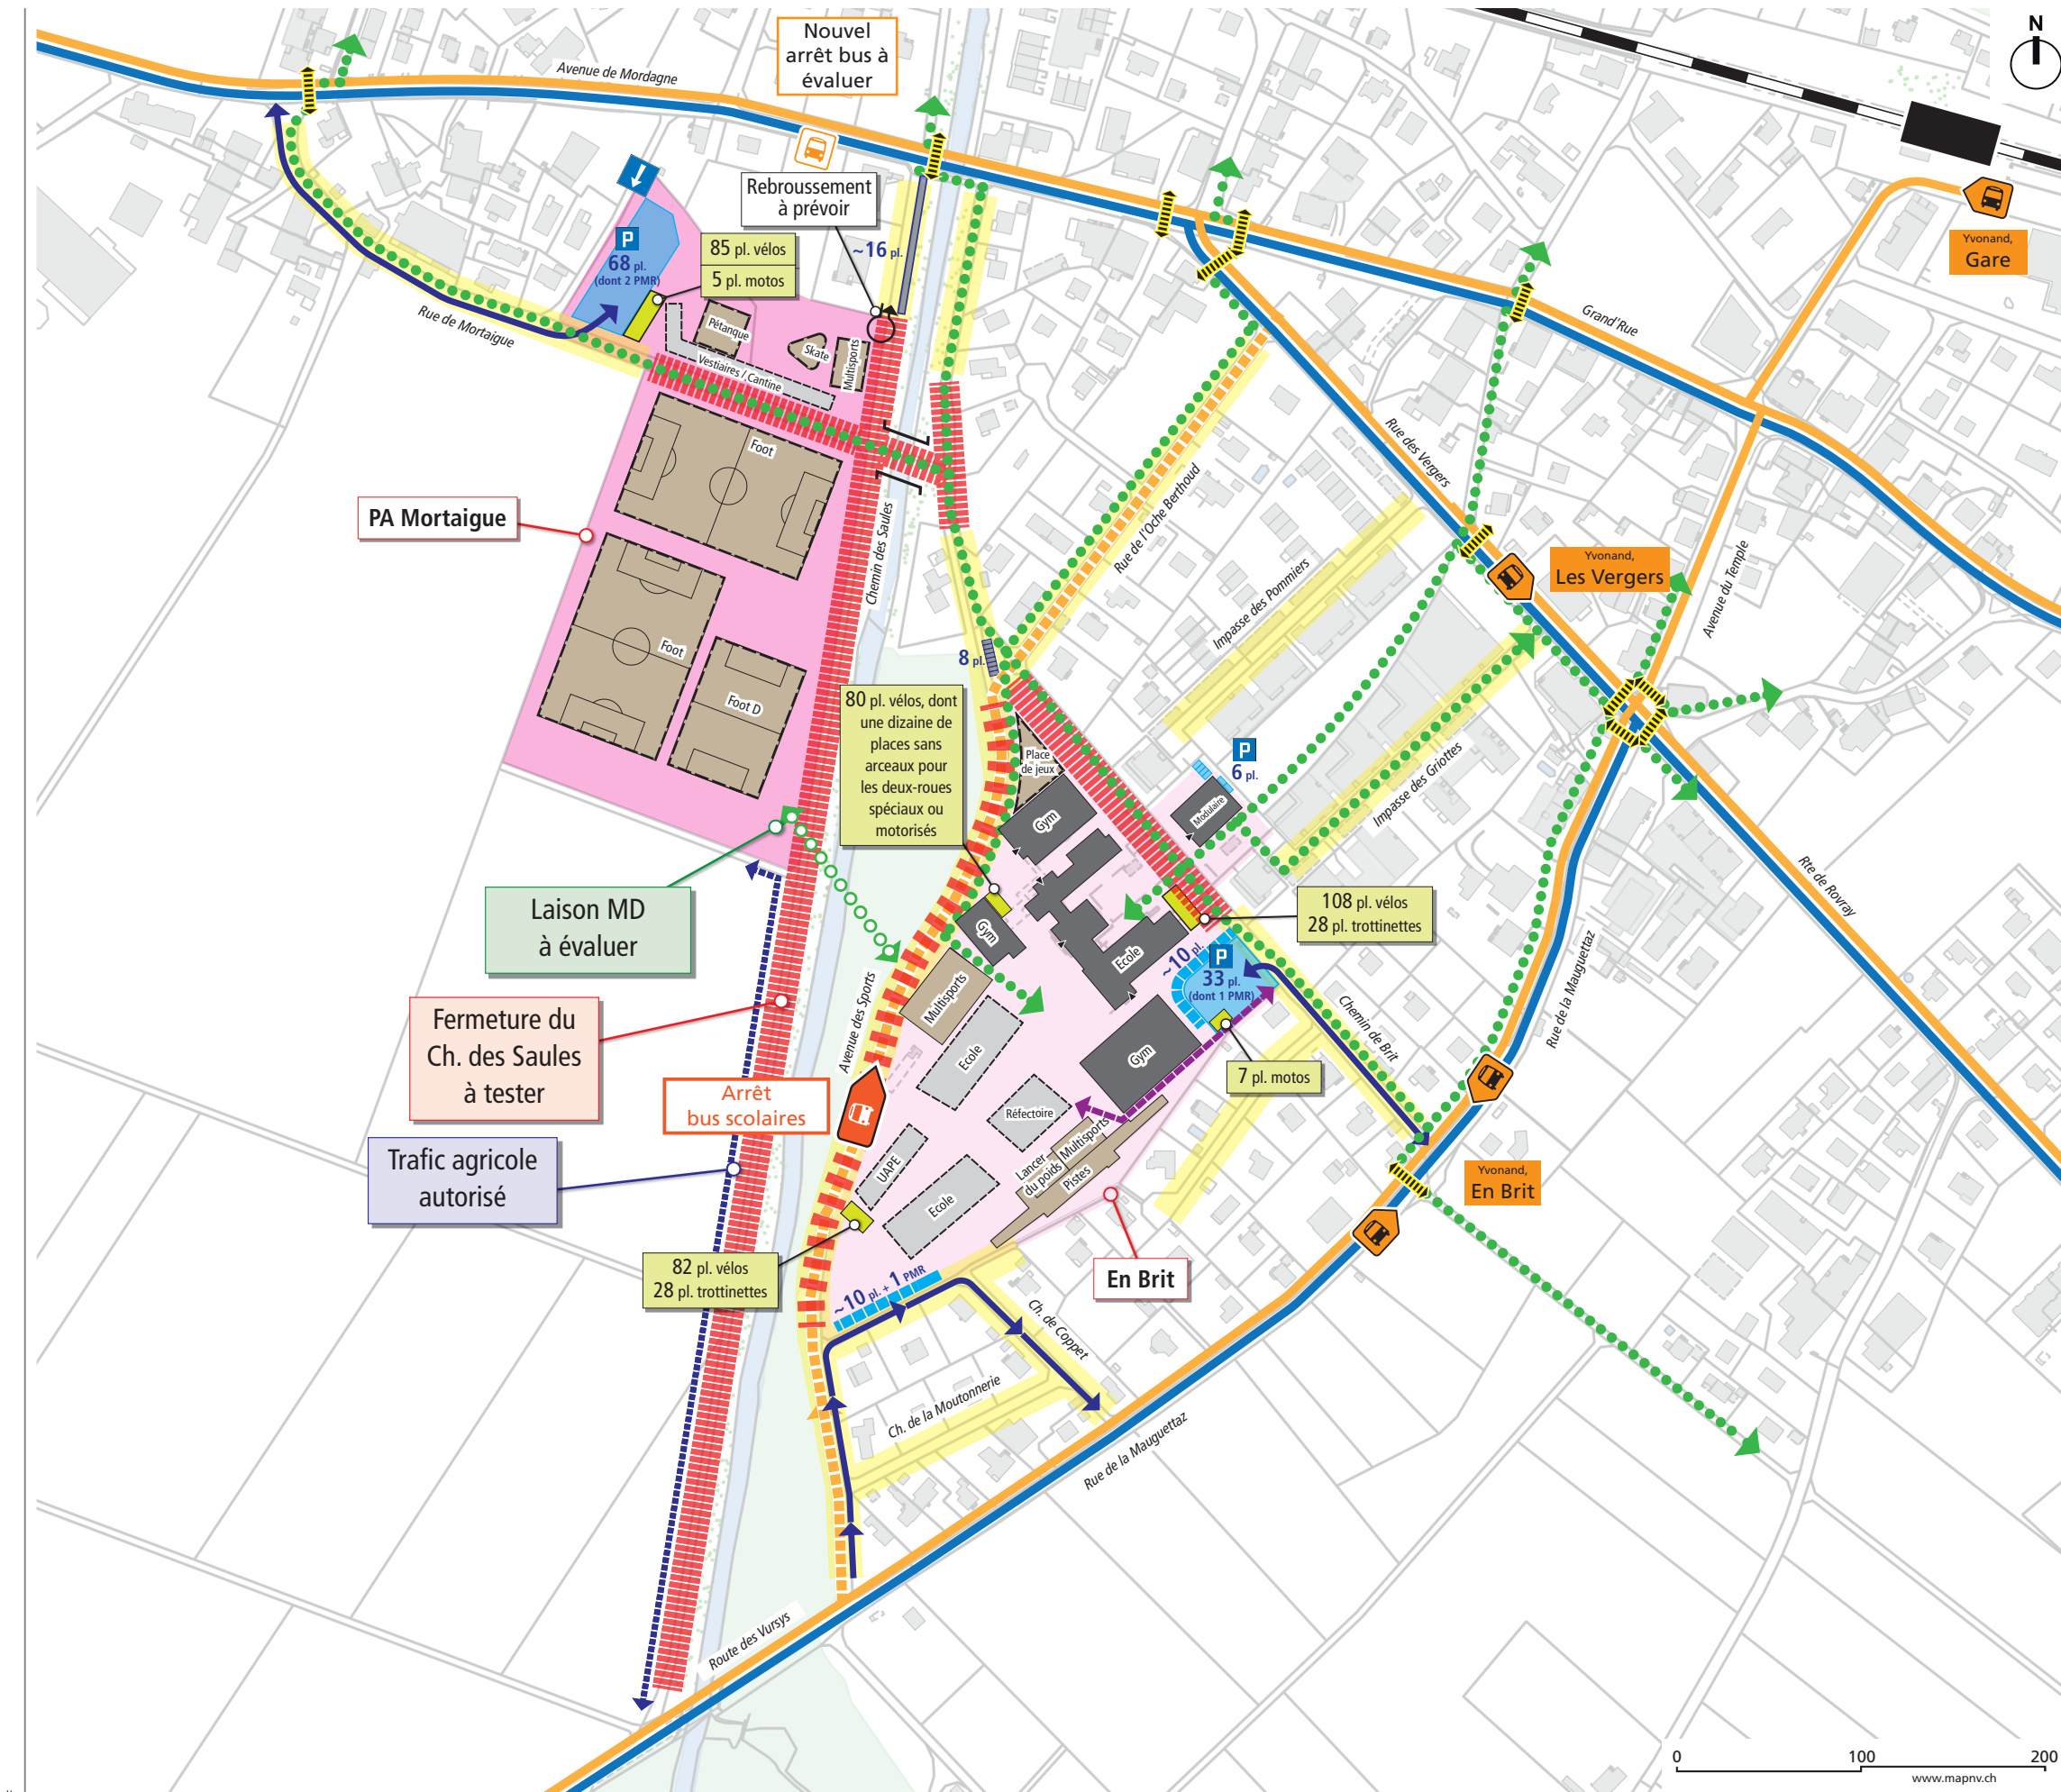 Nouvel
arrêt bus à
évaluer
N
Avenue de Mordagne
Rebroussement
à prévoir
P
68 pl.
(dont 2 PMR)
85 pl. vélos
5 pl. motos
~16 pl.
Yvonand,
Gare
Rue de Mortaigue
Pétanque
Skate
Multisports
Vestiaires / Cantine
Grand'Rue
Foot
Rue des Vergers
Rue de l'Oche Berthoud
PA Mortaigue
Chemin des Saules
Impasse des Pommiers
Yvonand,
Les Vergers
Avenue du Temple
Foot
8 pl.
Foot D
80 pl. vélos, dont
une dizaine de
places sans
arceaux pour
les deux-roues
spéciaux ou
motorisés
Place
de jeux
P
6 pl.
Modulaire
Impasse des Griottes
Gym
Rte de Rovray
Laison MD
à évaluer
Gym
Ecole
108 pl. vélos
28 pl. trottinettes
~10 pl.
P
33 pl.
(dont 1 PMR)
Rue de la Mauguettaz
Fermeture du
Ch. des Saules
à tester
Multisports
Avenue des Sports
Chemin de Brit
Ecole
Gym
7 pl. motos
Arrêt
bus scolaires
Réfectoire
Multisports
Lancer
du poids
Pistes
Trafic agricole
autorisé
UAPE
Ecole
Yvonand,
En Brit
82 pl. vélos
28 pl. trottinettes
En Brit
~10 pl. + 1 PMR
Ch. de Coppet
Ch. de la Moutonnerie
Rue de la Mauguettaz
Route des Vursys
0 100 200
www.mapnv.ch